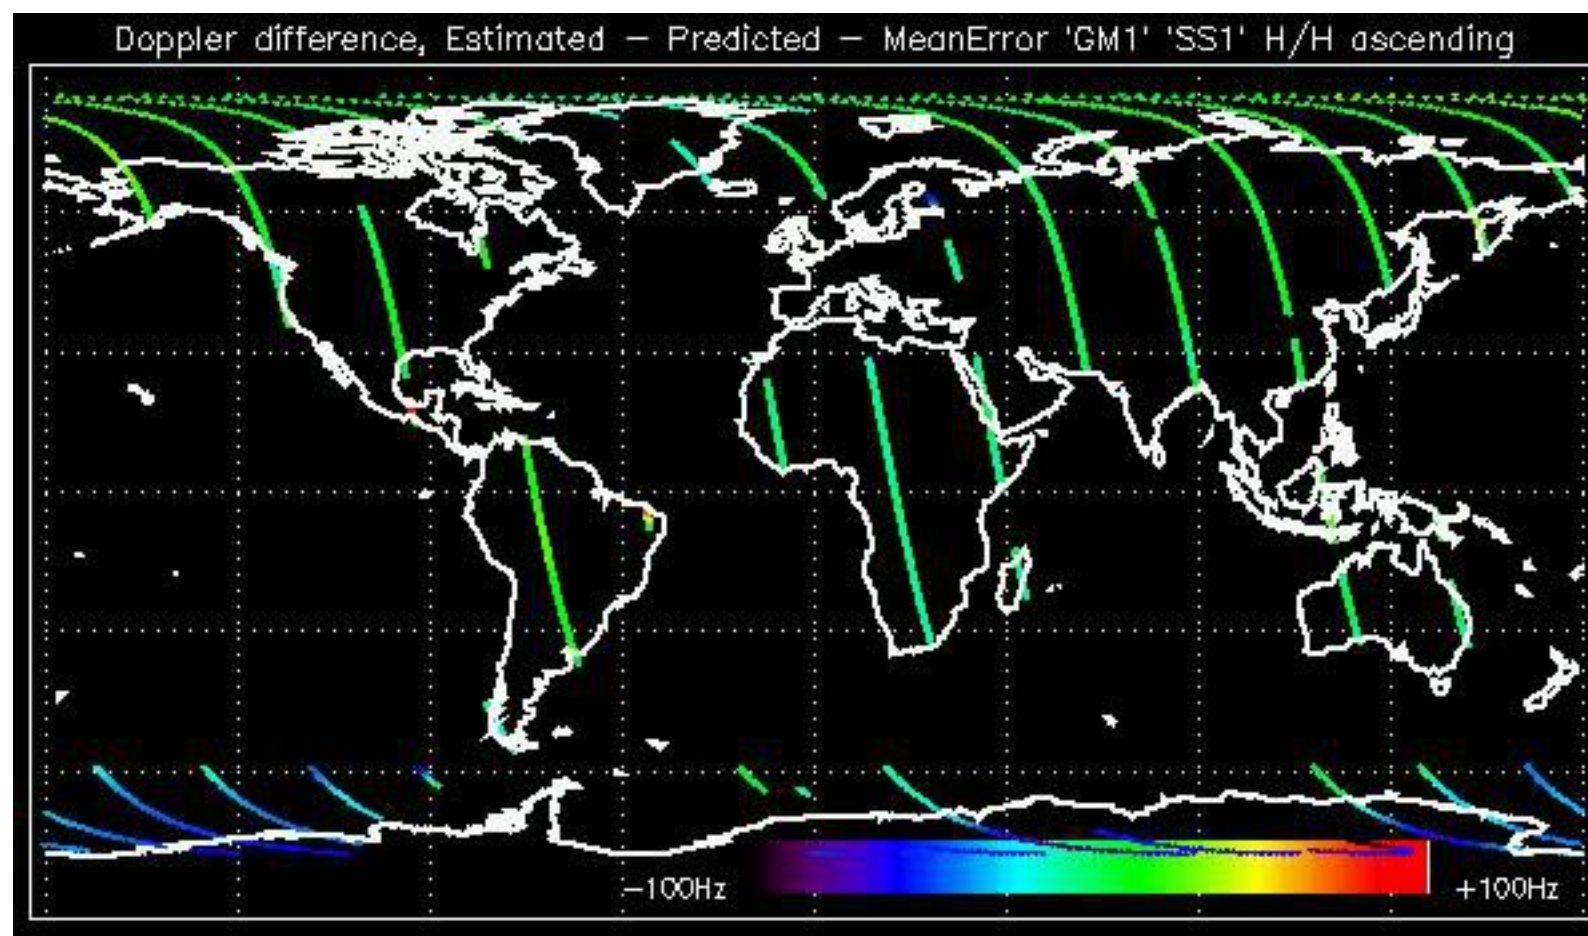 Doppler difference, Estimated - Predicted - MeanError 'GM1' 'SS1' H/H ascending
-100Hz
+100Hz